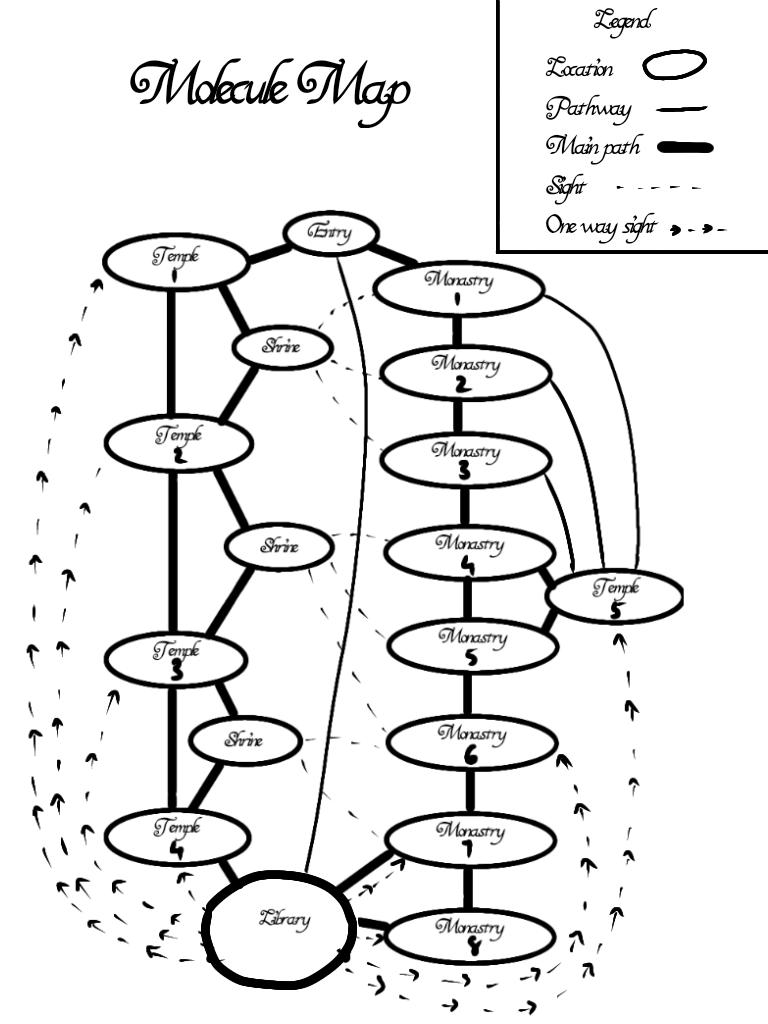 Molecule Map
Legend
Location
Pathway
Main path
Sight
One way sight
Entry
Temple
1
Monastry
1
Shrine
Monastry
2
Temple
2
Monastry
3
Shrine
Monastry
4
Temple
5
Temple
3
Monastry
5
Shrine
Monastry
6
Temple
4
Monastry
7
Library
Monastry
8